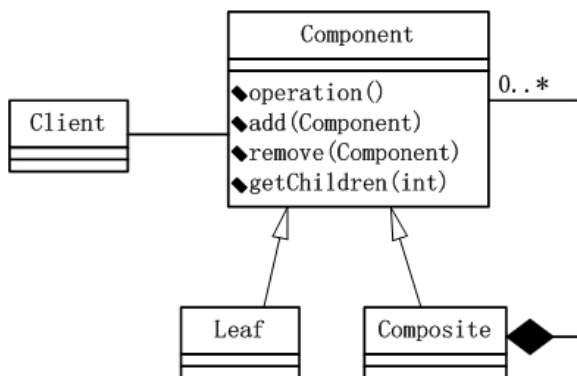 Component
0..*
operation()
Client
add(Component)
remove(Component)
getChildren(int)
Leaf
Composite